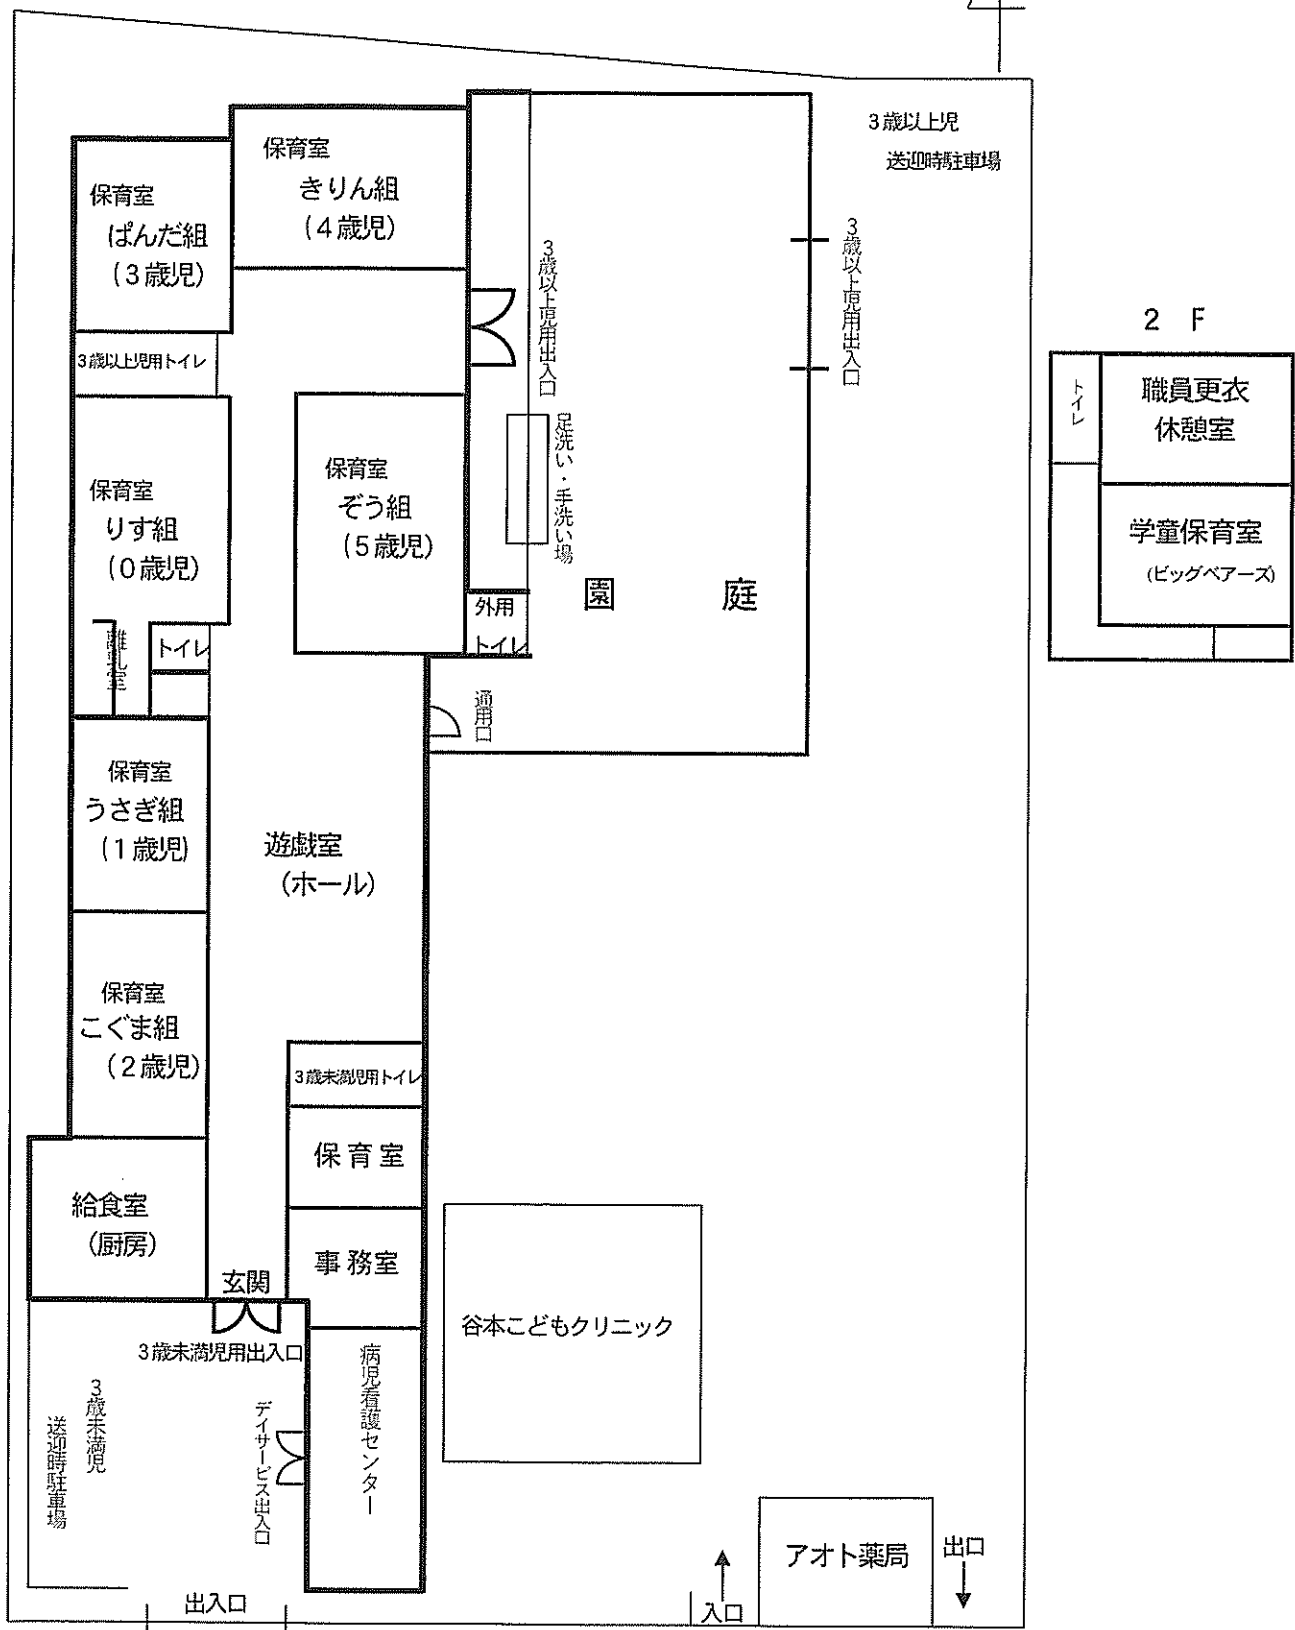 3歳以上児
送迎時駐車場
保育室
きりん組
(4歳児)
保育室
ぱんだ組
(3歳児)
3歳以上児用出入口
3歳以上児用出入口
3歳以上児用トイレ
2 F
トイレ
職員更衣
休憩室
学童保育室
(ビッグベアーズ)
保育室
ぞう組
(5歳児)
足洗い・手洗い場
保育室
りす組
(0歳児)
園庭
外用
トイレ
離乳室
トイレ
通用口
保育室
うさぎ組
(1歳児)
遊戯室
(ホール)
保育室
こぐま組
(2歳児)
3歳未満児用トイレ
保育室
給食室
(厨房)
事務室
玄関
3歳未満児用出入口
谷本こどもクリニック
病児看護センター
3歳未満児
送迎時駐車場
デイサービス出入口
アオト薬局
出口
出入口
入口